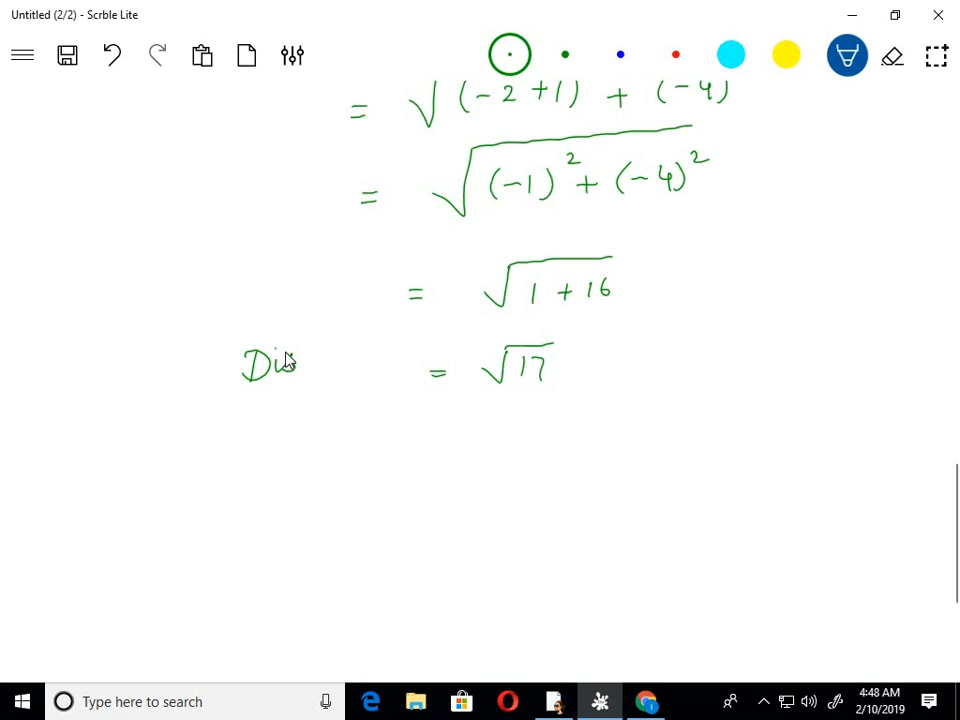 Untitled (2/2) - Scrble Lite
= √(-2+1) + (-4)
= √(-1)² + (-4)²
= √1 + 16
Dis = √17
Type here to search
4:48 AM
2/10/2019